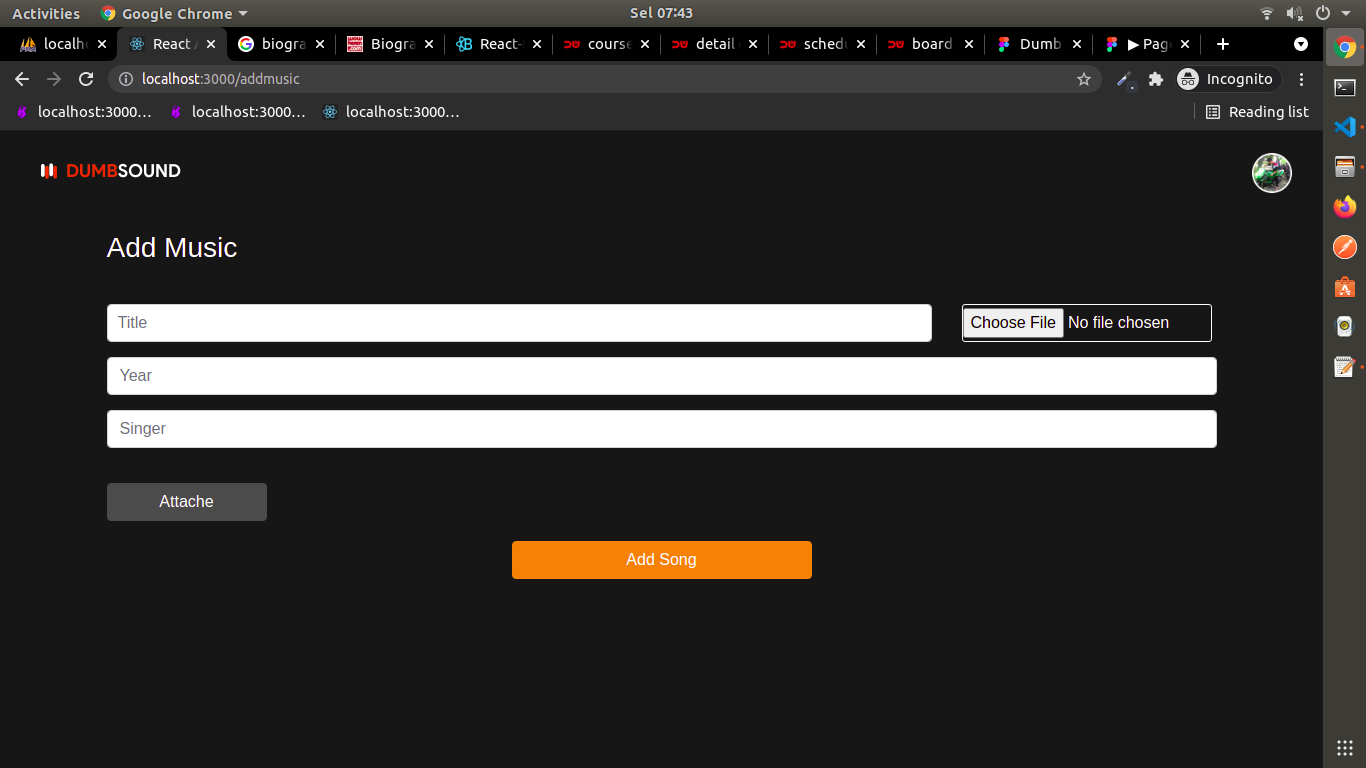 Activities Google Chrome Sel 07:43
localh React biogra Biogra React- course detail schedu board Dumb ▶ Pag
localhost:3000/addmusic Incognito
localhost:3000... localhost:3000... localhost:3000... Reading list
DUMBSOUND
Add Music
Title Choose File No file chosen
Year
Singer
Attache
Add Song